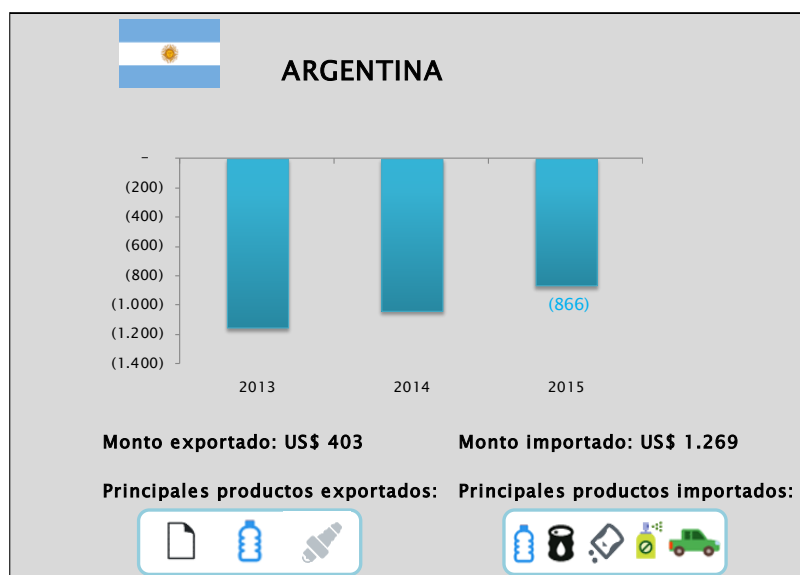 ARGENTINA
–
(200)
(400)
(600)
(800)
(1.000)
(1.200)
(1.400)
(866)
2013 2014 2015
Monto exportado: US$ 403 Monto importado: US$ 1.269
Principales productos exportados: Principales productos importados: